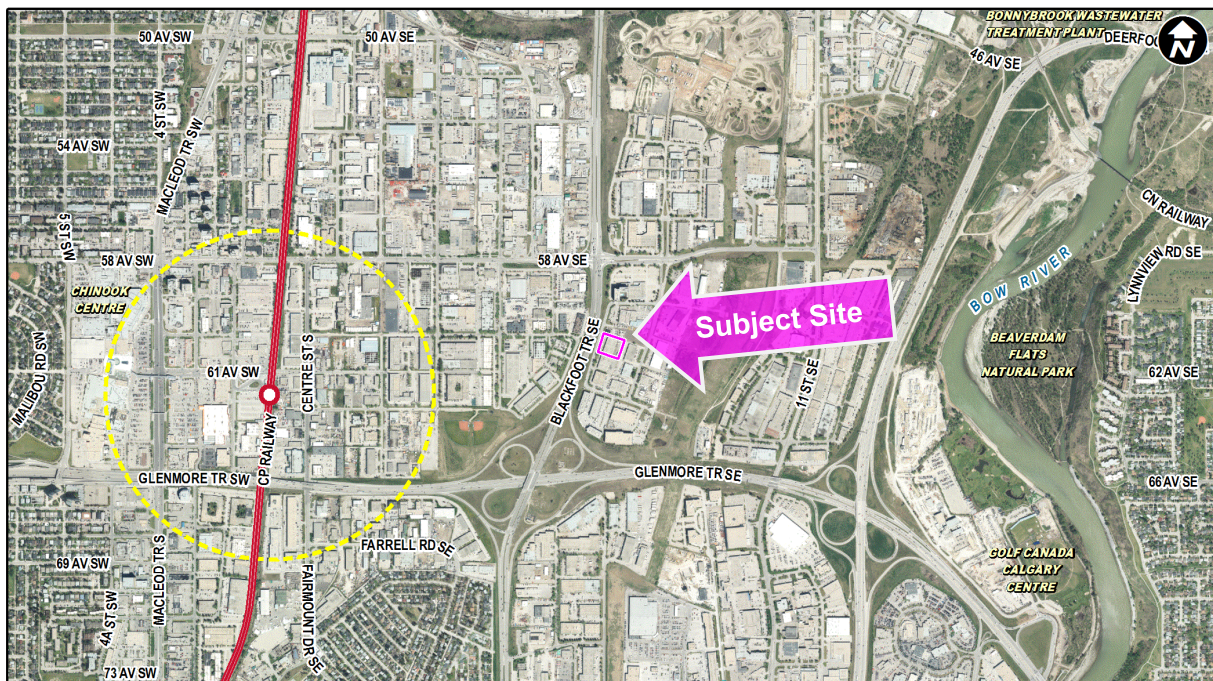 BONNYBROOK WASTEWATER
TREATMENT PLANT
DEERFO
N
50 AV SW
50 AV SE
46 AV SE
4 ST SW
54 AV SW
MACLEOD TR SW
CN RAILWAY
5 ST SW
58 AV SW
58 AV SE
LYNNVIEW RD SE
BOW RIVER
CHINOOK
CENTRE
Subject Site
MALIBOU RD SW
61 AV SW
CENTRE ST S
BLACKFOOT TR SE
11 ST SE
BEAVERDAM
FLATS
NATURAL PARK
62 AV SE
CP RAILWAY
GLENMORE TR SW
GLENMORE TR SE
66 AV SE
MACLEOD TR S
FARRELL RD SE
69 AV SW
GOLF CANADA
CALGARY
CENTRE
4A ST SW
FAIRMOUNT DR SE
73 AV SW